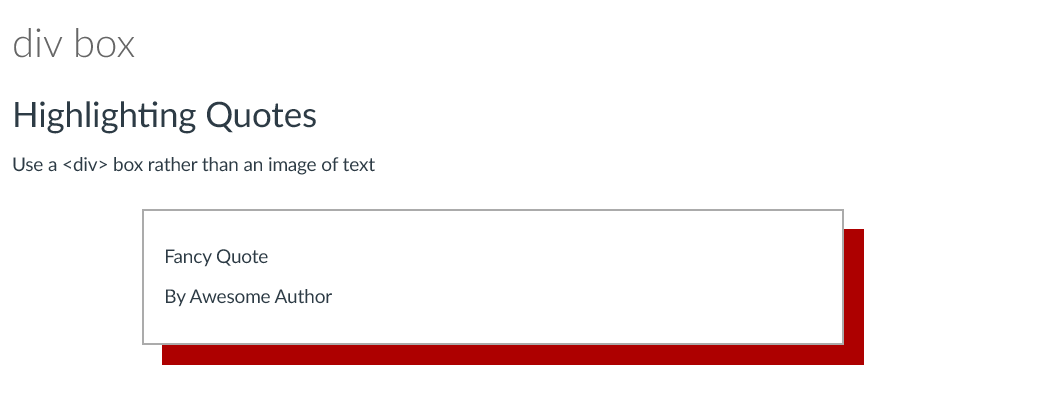 div box
Highlighting Quotes
Use a <div> box rather than an image of text
Fancy Quote
By Awesome Author